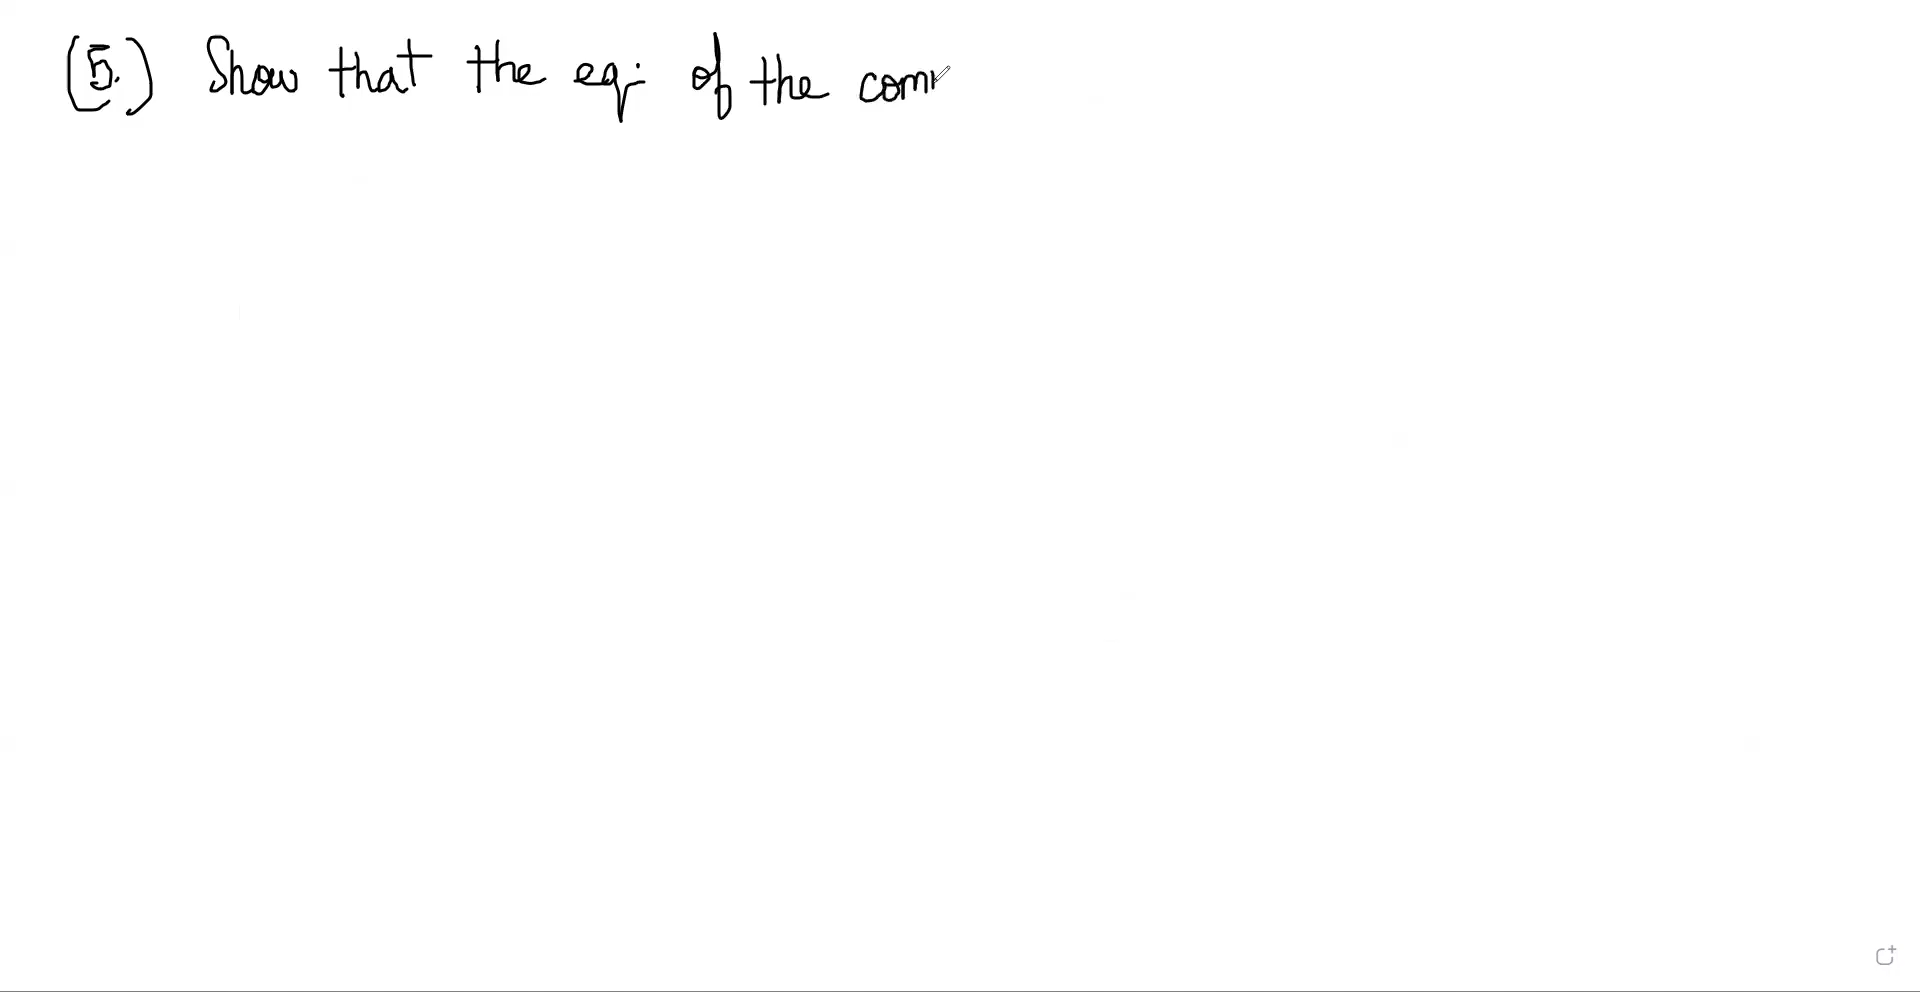 (5.) Show that the eq: of the com